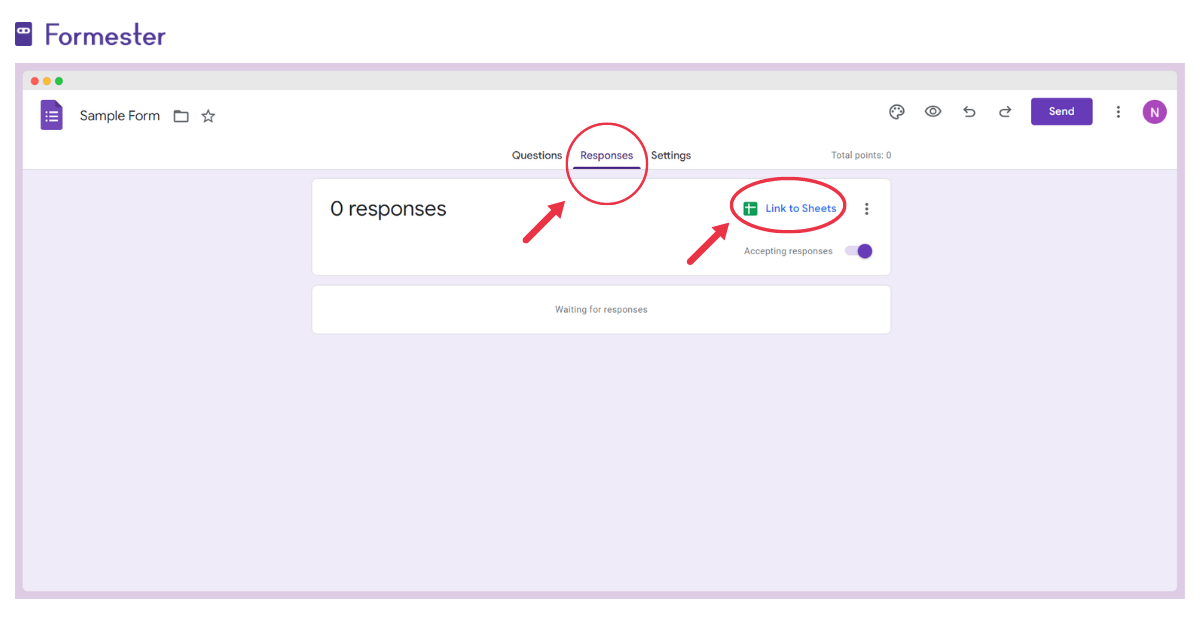 Formester
Sample Form
Send
N
Questions Responses Settings
Total points: 0
0 responses
Link to Sheets
Accepting responses
Waiting for responses